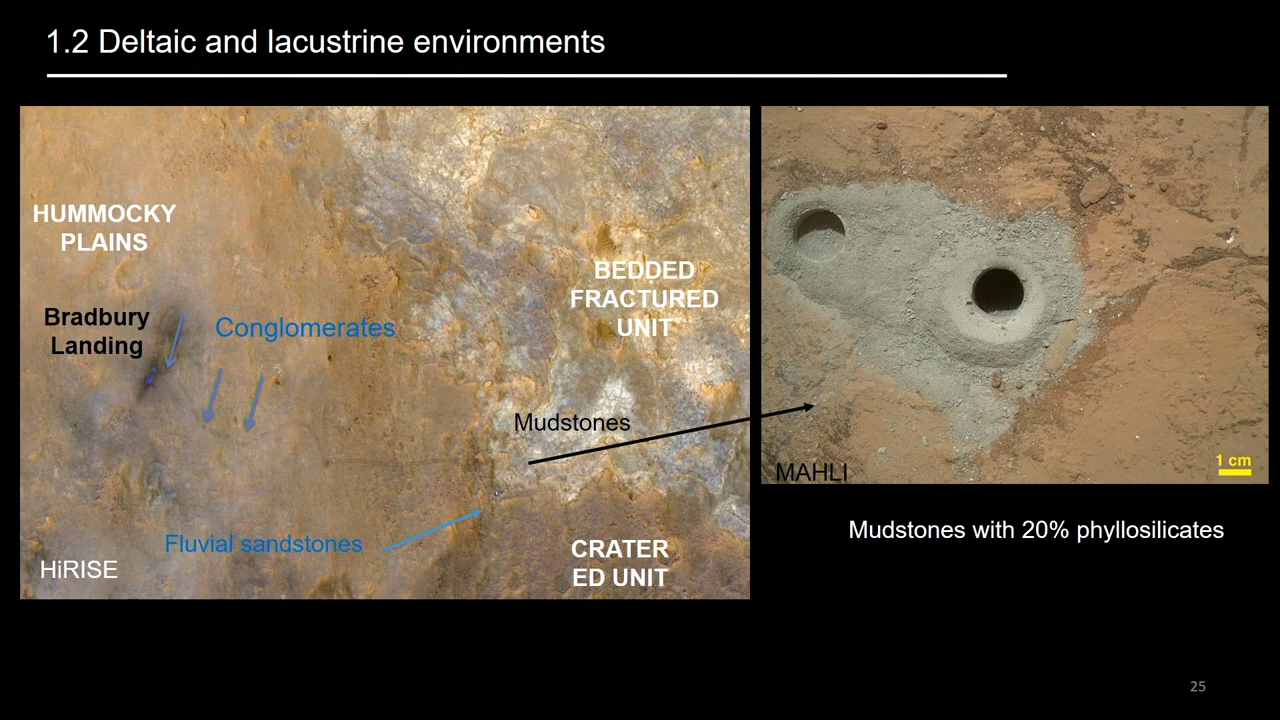 1.2 Deltaic and lacustrine environments
HUMMOCKY
PLAINS
BEDDED
FRACTURED
UNIT
Bradbury
Landing
Conglomerates
Mudstones
MAHLI
1 cm
Mudstones with 20% phyllosilicates
Fluvial sandstones
CRATER
ED UNIT
HiRISE
25